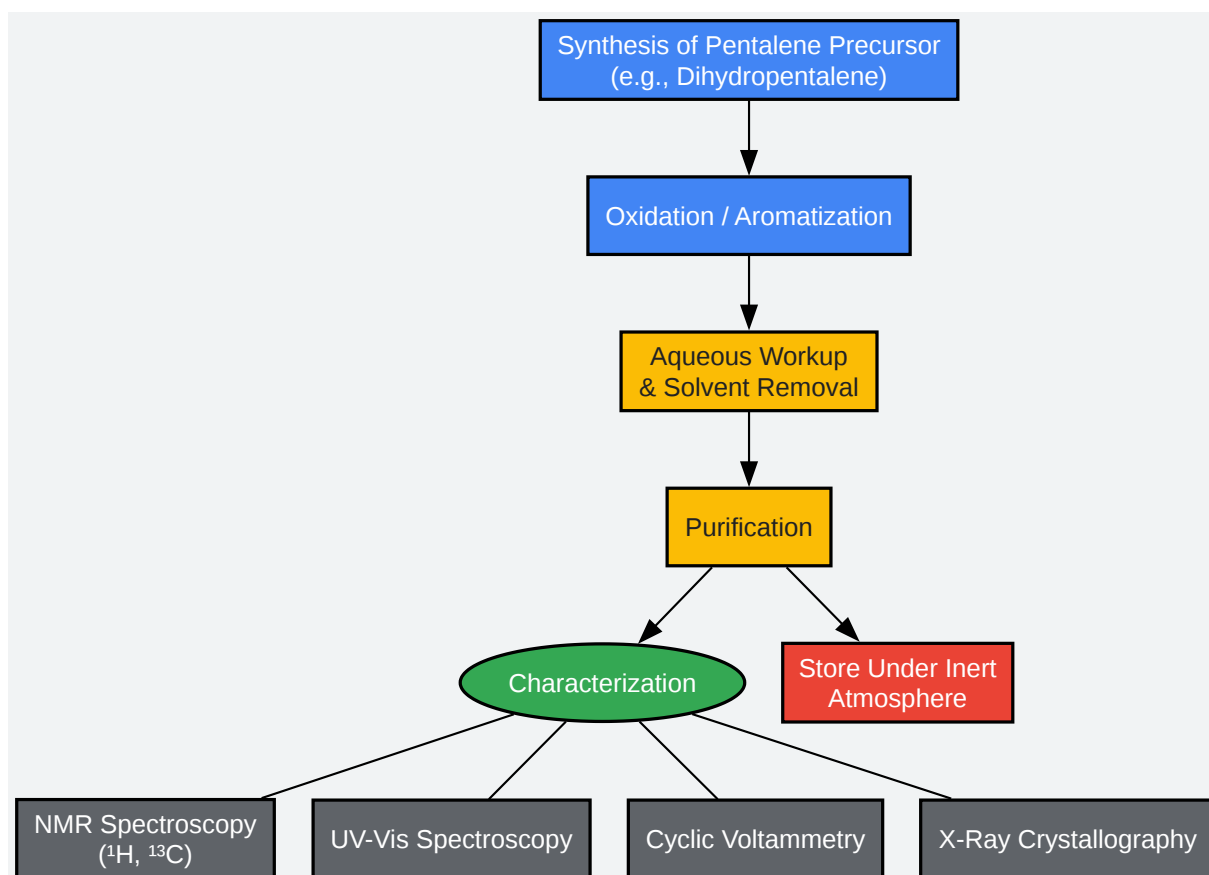 Synthesis of Pentalene Precursor
(e.g., Dihydropentalene)
Oxidation / Aromatization
Aqueous Workup
& Solvent Removal
Purification
Characterization
Store Under Inert
Atmosphere
NMR Spectroscopy
(¹H, ¹³C)
UV-Vis Spectroscopy
Cyclic Voltammetry
X-Ray Crystallography